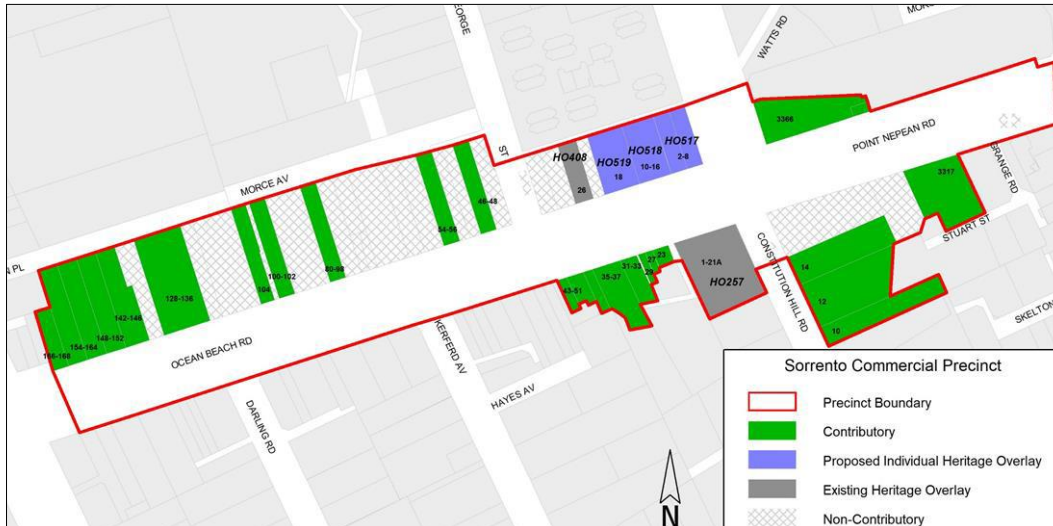 GEORGE
ST
WATTS RD
MORCE AV
POINT NEPEAN RD
GRANGE RD
STUART ST
SKELTON
CONSTITUTION HILL RD
OCEAN BEACH RD
KERFERD AV
HAYES AV
DARLING RD
N PL
3366
3317
HO408
26
HO519
18
HO518
10-16
HO517
2-8
46-48
54-56
100-102
104
128-136
142-146
148-152
154-164
166-168
43-51
35-37
31-33
29
27
23
1-21A
HO257
14
12
10
Sorrento Commercial Precinct
Precinct Boundary
Contributory
Proposed Individual Heritage Overlay
Existing Heritage Overlay
Non-Contributory
N